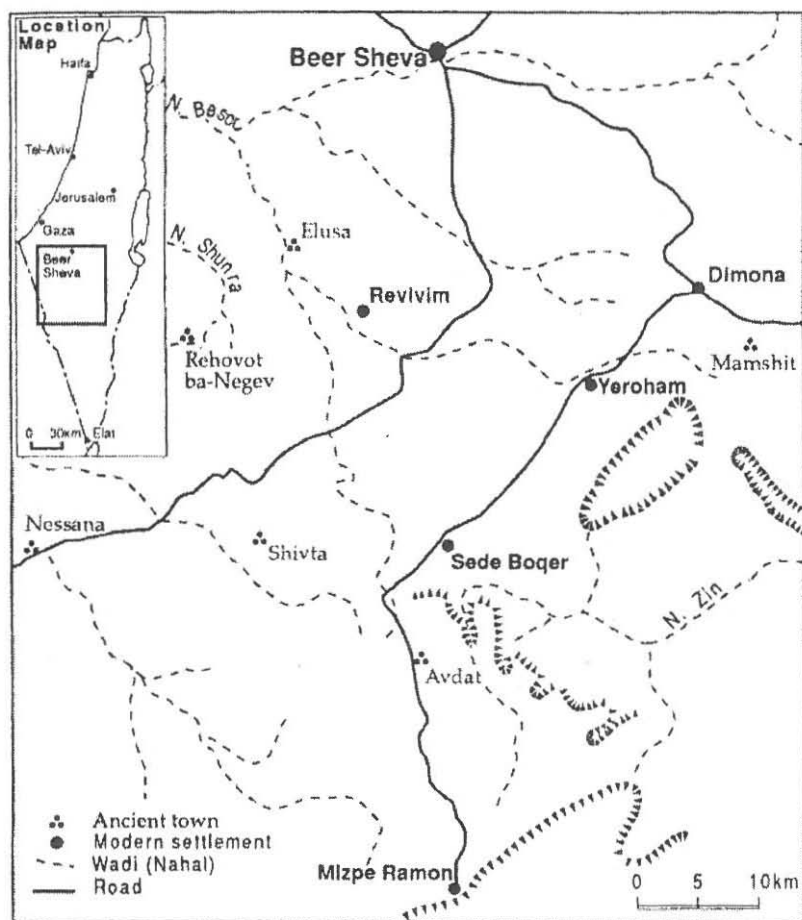 Location
Map
Haifa
Tel-Aviv
Jerusalem
Gaza
Beer
Sheva
0 30km
Elat
Beer Sheva
N. Besor
Elusa
N. Shunra
Revivim
Dimona
Rehovot
ba-Negev
Mamshit
Yeroham
Nessana
Shivta
Sede Boqer
N. Zin
Avdat
Ancient town
Modern settlement
Wadi (Nahal)
Road
Mizpe Ramon
0 5 10km